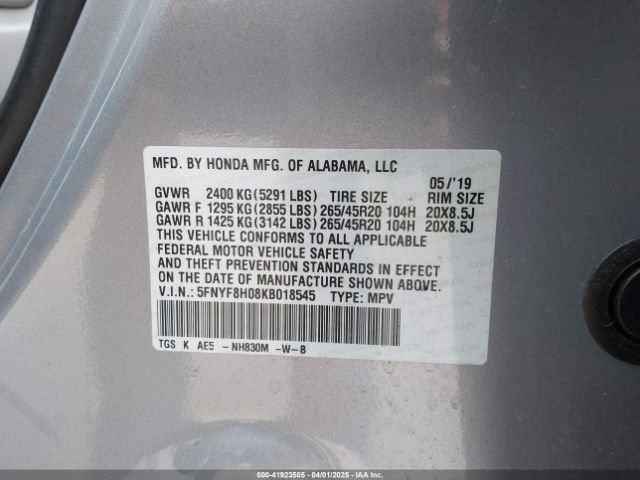 MFD. BY HONDA MFG. OF ALABAMA, LLC
05/'19
GVWR 2400 KG(5291 LBS) TIRE SIZE RIM SIZE
GAWR F 1295 KG(2855 LBS)265/45R20 104H 20X8.5J
GAWR R 1425 KG(3142 LBS)265/45R20 104H 20X8.5J
THIS VEHICLE CONFORMS TO ALL APPLICABLE
FEDERAL MOTOR VEHICLE SAFETY
AND THEFT PREVENTION STANDARDS IN EFFECT
ON THE DATE OF MANUFACTURE SHOWN ABOVE.
V.I.N.: 5FNYF8H08KB018545 TYPE: MPV
TGS K AE5 -NH830M -W-B
000-41923505 - 04/01/2025 - IAAI.COM